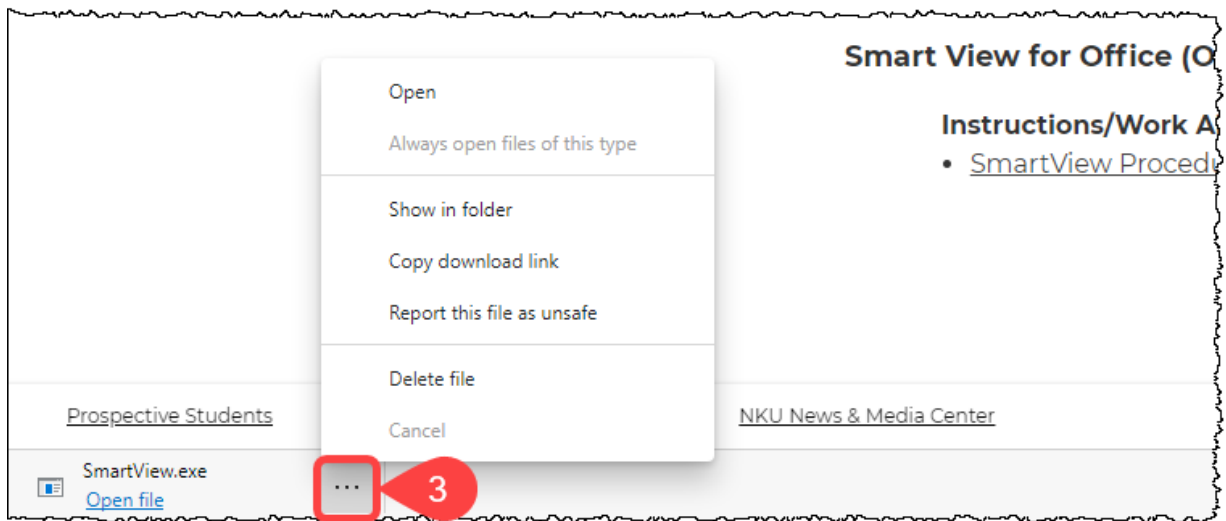 Smart View for Office (O
Instructions/Work A
• SmartView Proced
Open
Always open files of this type
Show in folder
Copy download link
Report this file as unsafe
Delete file
Cancel
Prospective Students
NKU News & Media Center
SmartView.exe
Open file
...
3